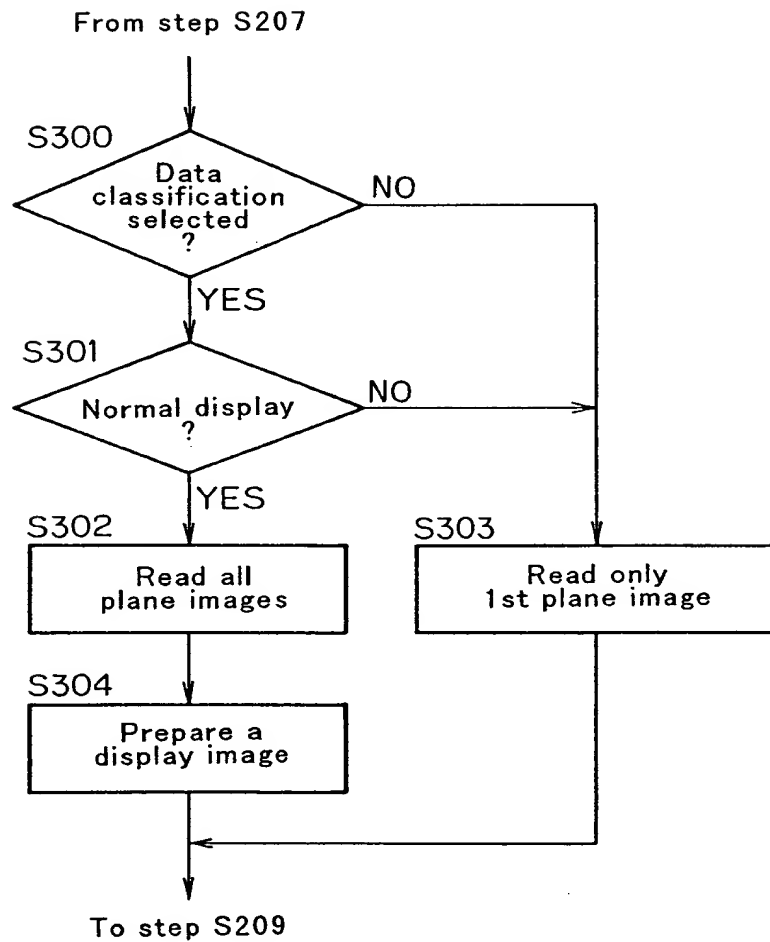 From step S207
S300
Data
classification
selected
?
NO
YES
S301
Normal display
?
NO
YES
S302
Read all
plane images
S303
Read only
1st plane image
S304
Prepare a
display image
To step S209